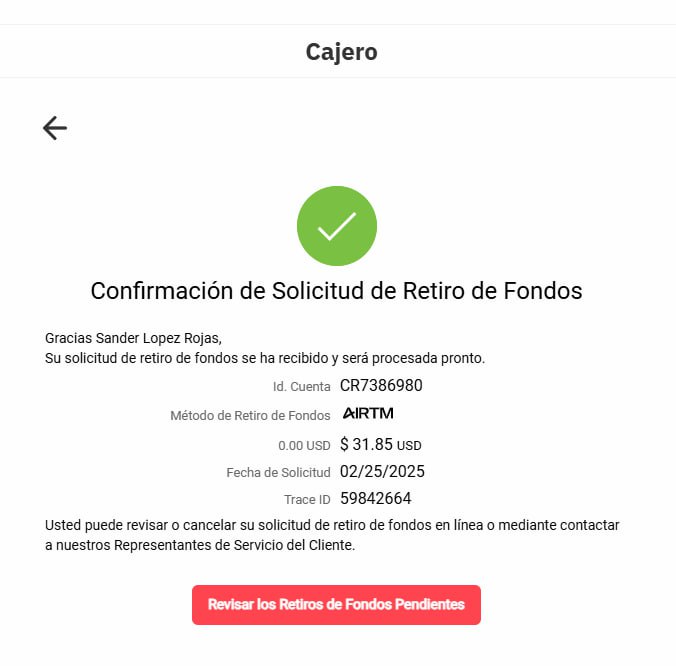 Cajero
Confirmación de Solicitud de Retiro de Fondos
Gracias Sander Lopez Rojas,
Su solicitud de retiro de fondos se ha recibido y será procesada pronto.
Id. Cuenta CR7386980
Método de Retiro de Fondos AIRTM
0.00 USD $ 31.85 USD
Fecha de Solicitud 02/25/2025
Trace ID 59842664
Usted puede revisar o cancelar su solicitud de retiro de fondos en línea o mediante contactar
a nuestros Representantes de Servicio del Cliente.
Revisar los Retiros de Fondos Pendientes